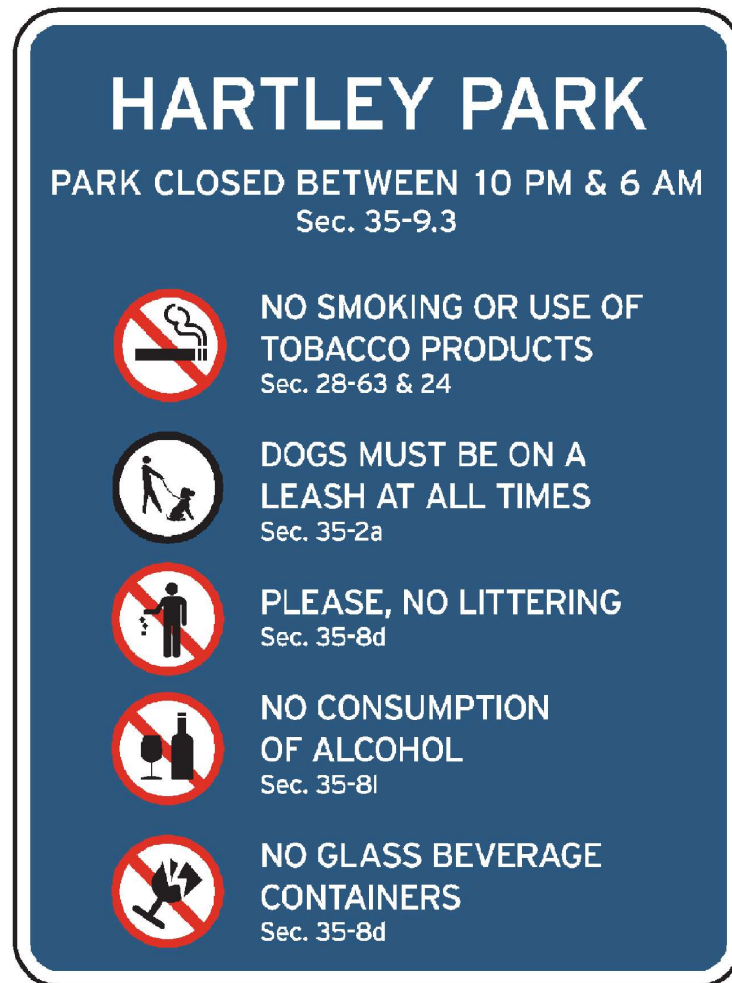 HARTLEY PARK
PARK CLOSED BETWEEN 10 PM & 6 AM
Sec. 35-9.3
NO SMOKING OR USE OF
TOBACCO PRODUCTS
Sec. 28-63 & 24
DOGS MUST BE ON A
LEASH AT ALL TIMES
Sec. 35-2a
PLEASE, NO LITTERING
Sec. 35-8d
NO CONSUMPTION
OF ALCOHOL
Sec. 35-8l
NO GLASS BEVERAGE
CONTAINERS
Sec. 35-8d